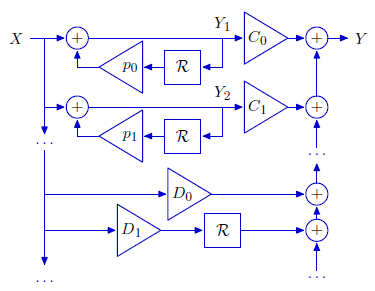 Y₁
X + C₀ + Y
p₀ ℛ
Y₂
+ C₁ +
p₁ ℛ
... ...
D₀ +
D₁ ℛ +
... ...